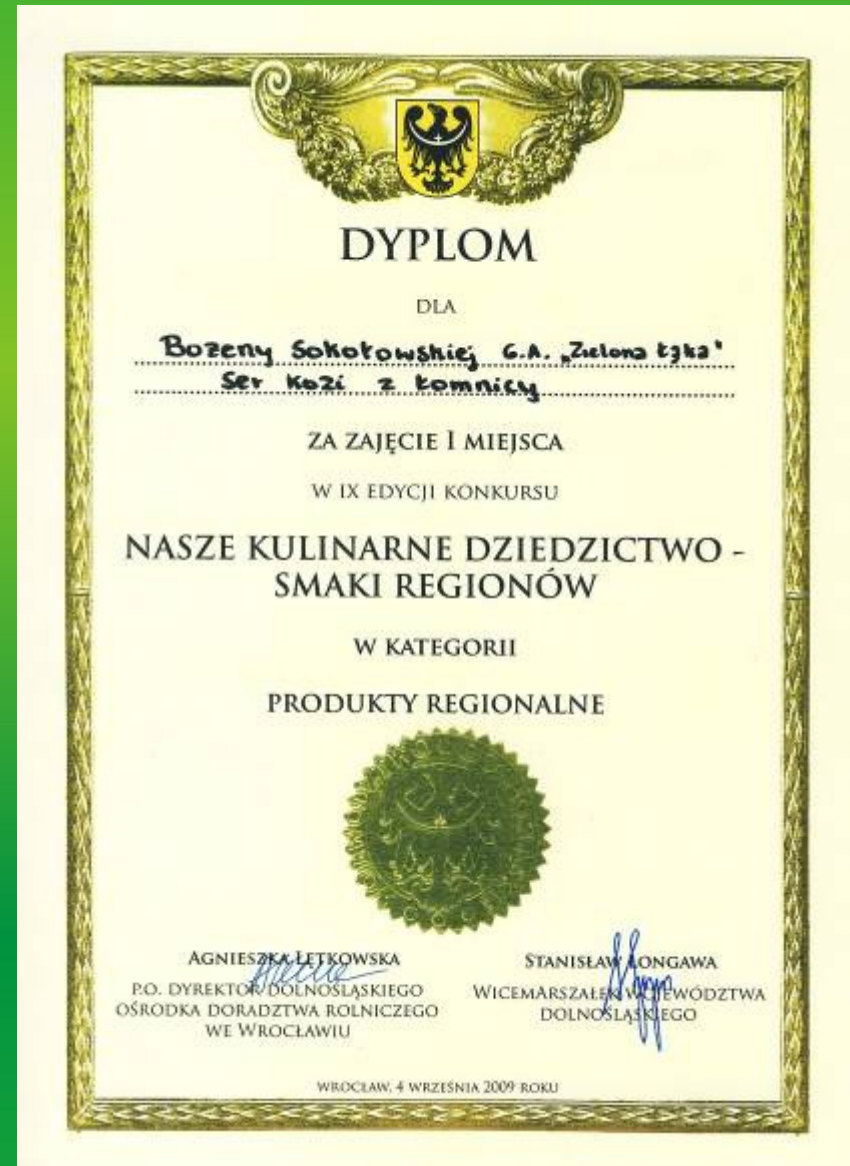 DYPLOM
DLA
Bożeny Sokołowskiej G.A. „Zielona Łąka"
Ser kozi z Łomnicy
ZA ZAJĘCIE I MIEJSCA
W IX EDYCJI KONKURSU
NASZE KULINARNE DZIEDZICTWO -
SMAKI REGIONÓW
W KATEGORII
PRODUKTY REGIONALNE
AGNIESZKA ŁĘTKOWSKA
P.O. DYREKTOR DOLNOŚLĄSKIEGO
OŚRODKA DORADZTWA ROLNICZEGO
WE WROCŁAWIU
STANISŁAW LONGAWA
WICEMARSZAŁEK WOJEWÓDZTWA
DOLNOŚLĄSKIEGO
WROCŁAW, 4 WRZEŚNIA 2009 ROKU